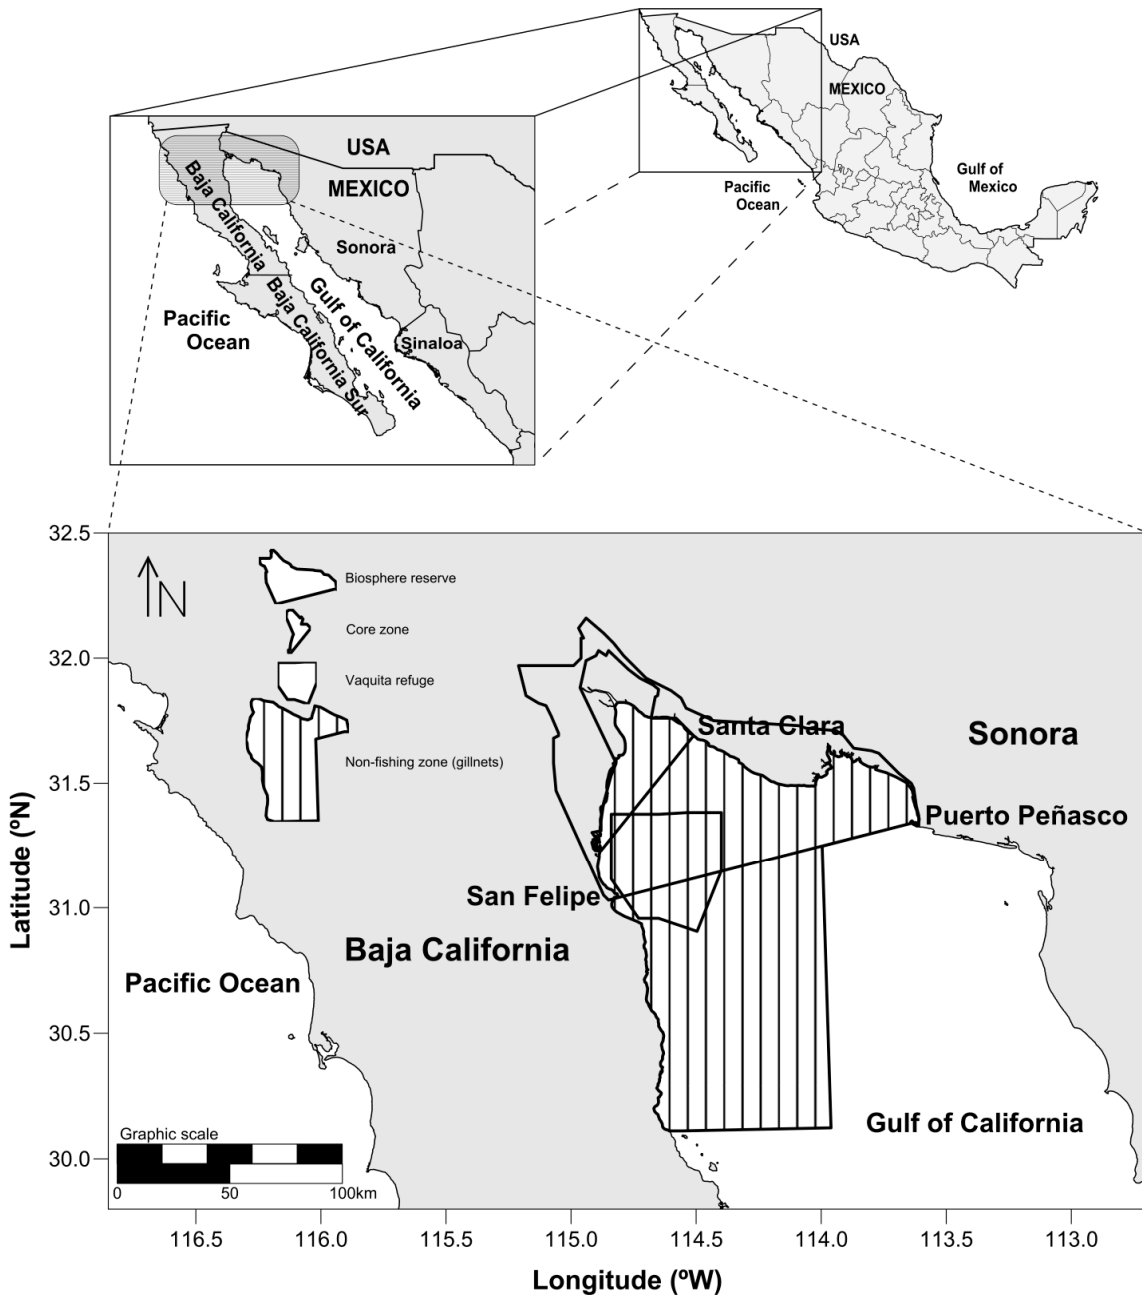 USA
MEXICO
Gulf of
Mexico
Pacific
Ocean
USA
MEXICO
Baja California
Sonora
Baja California Sur
Gulf of California
Pacific
Ocean
Sinaloa
32.5
32.0
31.5
31.0
30.5
30.0
Latitude (ºN)
N
Biosphere reserve
Core zone
Vaquita refuge
Non-fishing zone (gillnets)
Santa Clara
Sonora
Puerto Peñasco
San Felipe
Baja California
Pacific Ocean
Gulf of California
Graphic scale
0 50 100km
116.5 116.0 115.5 115.0 114.5 114.0 113.5 113.0
Longitude (ºW)